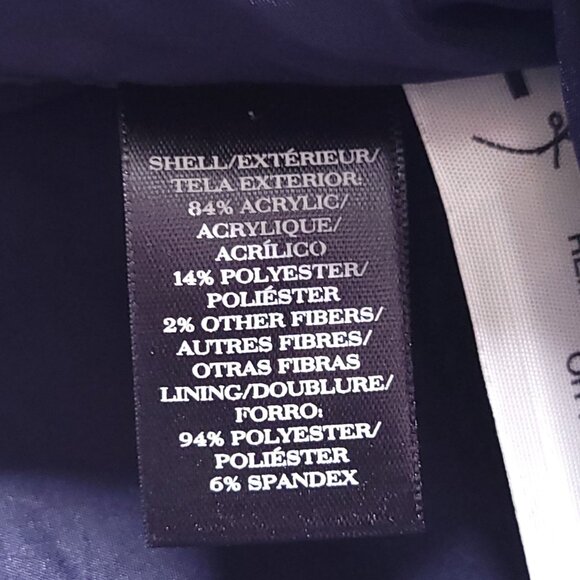 SHELL/EXTÉRIEUR/
TELA EXTERIOR:
84% ACRYLIC/
ACRYLIQUE/
ACRÍLICO
14% POLYESTER/
POLIÉSTER
2% OTHER FIBERS/
AUTRES FIBRES/
OTRAS FIBRAS
LINING/DOUBLURE/
FORRO:
94% POLYESTER/
POLIÉSTER
6% SPANDEX